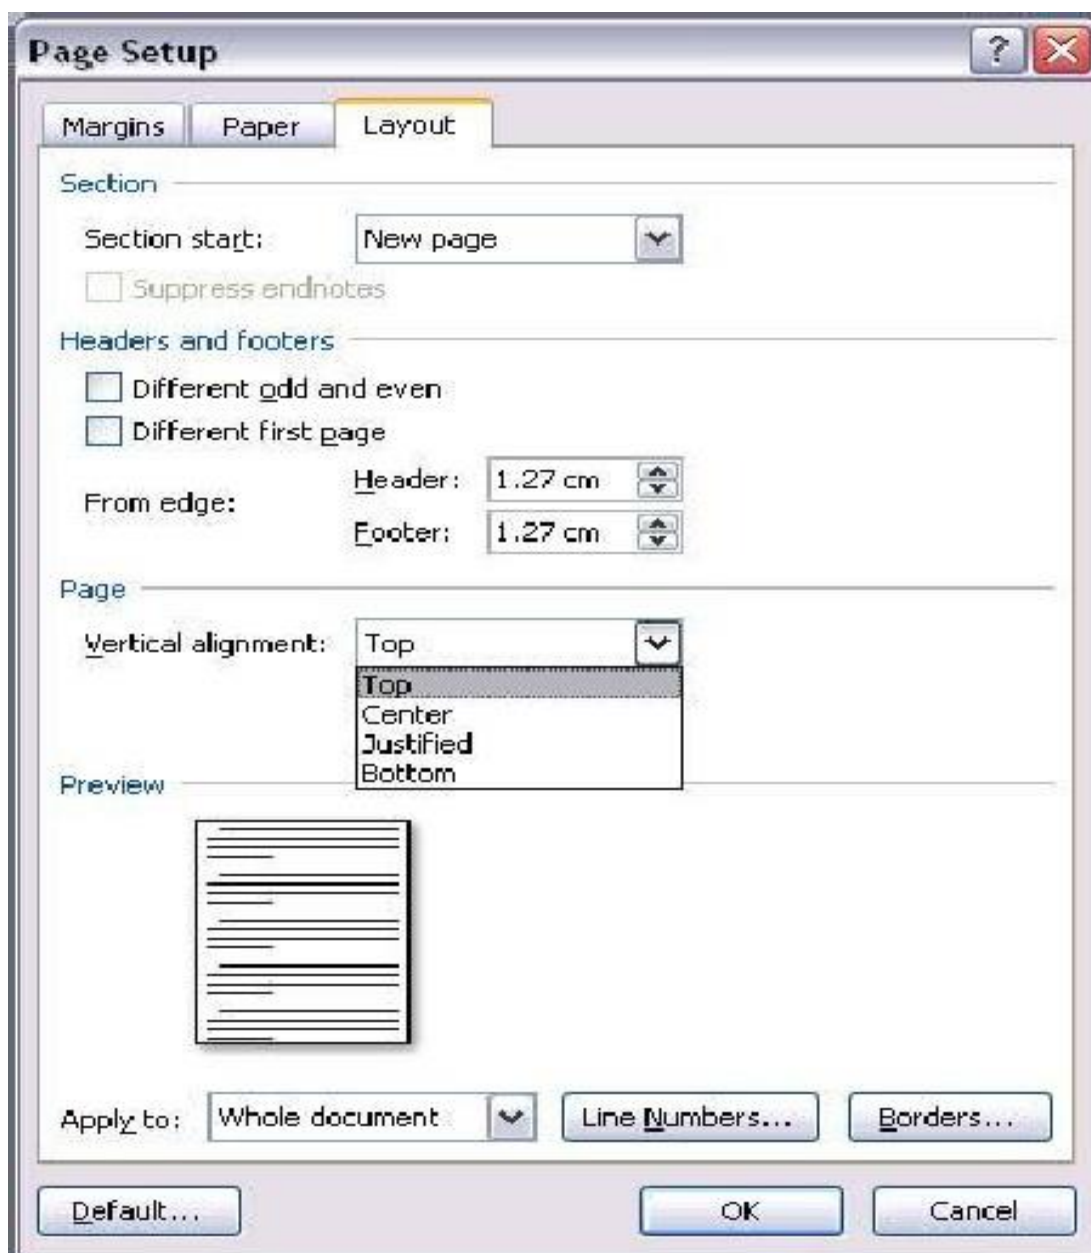 Page Setup
Margins Paper Layout
Section
Section start: New page
Suppress endnotes
Headers and footers
Different odd and even
Different first page
From edge:
Header: 1.27 cm
Footer: 1.27 cm
Page
Vertical alignment: Top
Top
Center
Justified
Bottom
Preview
Apply to: Whole document Line Numbers... Borders...
Default... OK Cancel